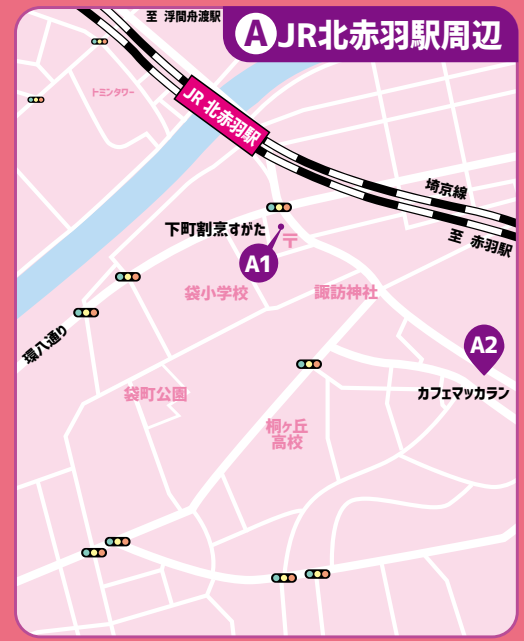 至 浮間舟渡駅
A JR北赤羽駅周辺
トミンタワー
JR 北赤羽駅
埼京線
至 赤羽駅
下町割烹すがた
〒
A1
袋小学校
諏訪神社
環八通り
A2
カフェマッカラン
袋町公園
桐ヶ丘
高校